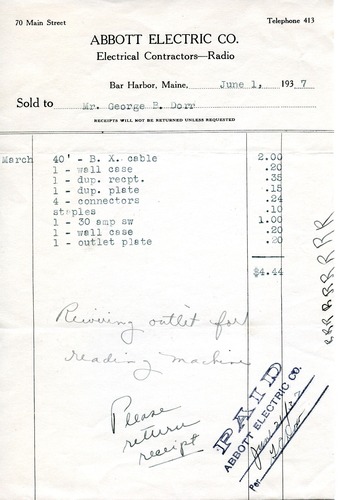 70 Main Street Telephone 413
ABBOTT ELECTRIC CO.
Electrical Contractors—Radio
Bar Harbor, Maine, June 1, 1937
Sold to Mr. George B. Dorr
RECEIPTS WILL NOT BE RETURNED UNLESS REQUESTED
March 40' - B. X. cable 2.00
1 - wall case .20
1 - dup. recpt. .35
1 - dup. plate .15
4 - connectors .24
staples .10
1 - 30 amp sw 1.00
1 - wall case .20
1 - outlet plate .20
$4.44
Rewiring outlet for
reading machine
Please
return
receipt
PAID
ABBOTT ELECTRIC CO.
Per